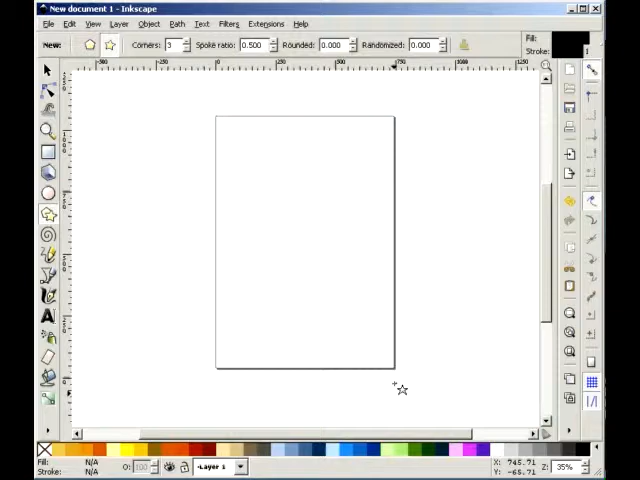 New document 1 - Inkscape
File Edit View Layer Object Path Text Filters Extensions Help
New: Corners: 3 Spoke ratio: 0.500 Rounded: 0.000 Randomized: 0.000 Fill: Stroke: 1
Fill: N/A O: 100 Layer 1 X: 745.71 Z: 35%
Stroke: N/A Y: -65.71